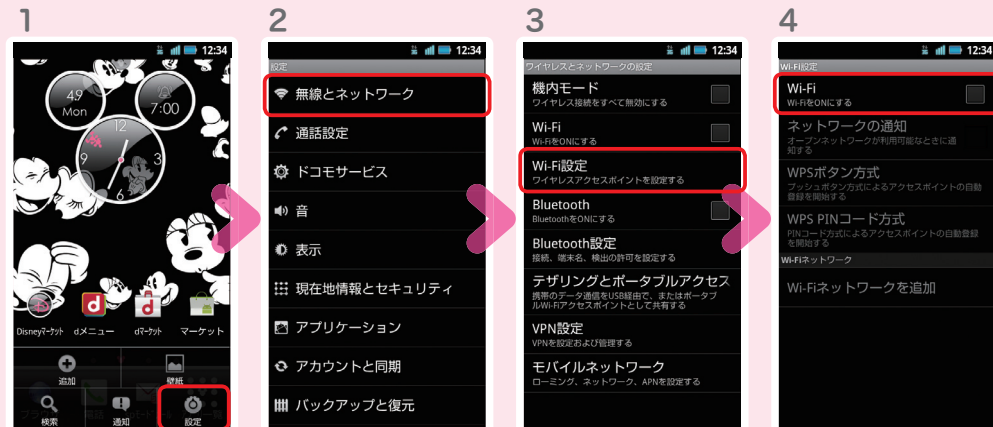 1
2
3
4
12:34
4.9
Mon
7:00
12
9
3
6
Disneyマーケット
dメニュー
dマーケット
マーケット
追加
壁紙
検索
通知
設定
12:34
設定
無線とネットワーク
通話設定
ドコモサービス
音
表示
現在地情報とセキュリティ
アプリケーション
アカウントと同期
バックアップと復元
12:34
ワイヤレスとネットワークの設定
機内モード
ワイヤレス接続をすべて無効にする
Wi-Fi
Wi-FiをONにする
Wi-Fi設定
ワイヤレスアクセスポイントを設定する
Bluetooth
BluetoothをONにする
Bluetooth設定
接続、端末名、検出の許可を設定する
テザリングとポータブルアクセス
携帯のデータ通信をUSB経由で、またはポータブ
ルWi-Fiアクセスポイントとして共有する
VPN設定
VPNを設定および管理する
モバイルネットワーク
ローミング、ネットワーク、APNを設定する
12:34
Wi-Fi設定
Wi-Fi
Wi-FiをONにする
ネットワークの通知
オープンネットワークが利用可能なときに通
知する
WPSボタン方式
プッシュボタン方式によるアクセスポイントの自動
登録を開始する
WPS PINコード方式
PINコード方式によるアクセスポイントの自動登録
を開始する
Wi-Fiネットワーク
Wi-Fiネットワークを追加